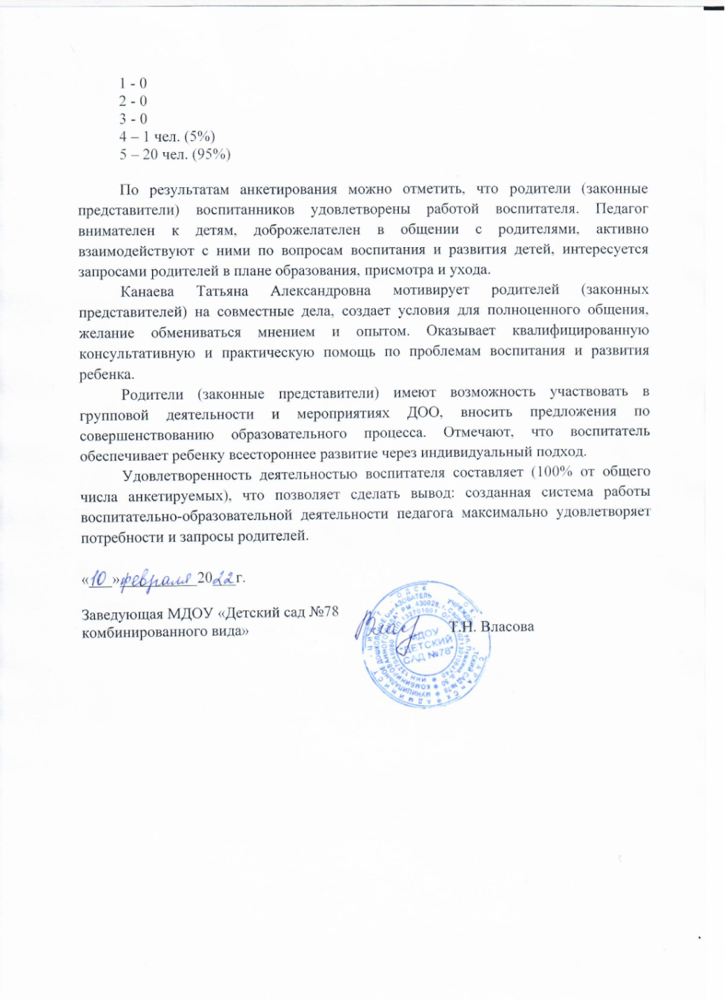 1 - 0
2 - 0
3 - 0
4 – 1 чел. (5%)
5 – 20 чел. (95%)
По результатам анкетирования можно отметить, что родители (законные
представители) воспитанников удовлетворены работой воспитателя. Педагог
внимателен к детям, доброжелателен в общении с родителями, активно
взаимодействуют с ними по вопросам воспитания и развития детей, интересуется
запросами родителей в плане образования, присмотра и ухода.
Канаева Татьяна Александровна мотивирует родителей (законных
представителей) на совместные дела, создает условия для полноценного общения,
желание обмениваться мнением и опытом. Оказывает квалифицированную
консультативную и практическую помощь по проблемам воспитания и развития
ребенка.
Родители (законные представители) имеют возможность участвовать в
групповой деятельности и мероприятиях ДОО, вносить предложения по
совершенствованию образовательного процесса. Отмечают, что воспитатель
обеспечивает ребенку всестороннее развитие через индивидуальный подход.
Удовлетворенность деятельностью воспитателя составляет (100% от общего
числа анкетируемых), что позволяет сделать вывод: созданная система работы
воспитательно-образовательной деятельности педагога максимально удовлетворяет
потребности и запросы родителей.
«10» февраля 2022 г.
Заведующая МДОУ «Детский сад №78
комбинированного вида»
Т.Н. Власова
МДОУ
"ДЕТСКИЙ
САД №78"